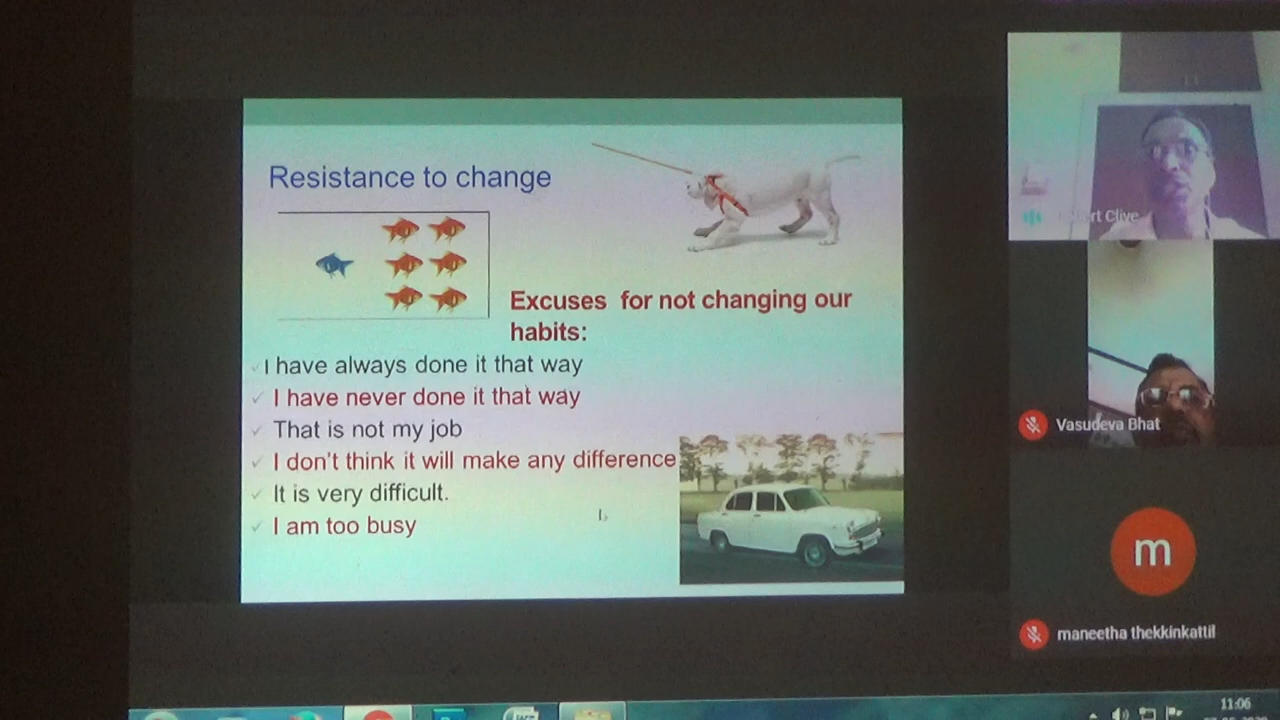 Resistance to change
Excuses for not changing our
habits:
I have always done it that way
I have never done it that way
That is not my job
I don't think it will make any difference
It is very difficult.
I am too busy
Clive
Vasudeva Bhat
m
maneetha thekkinkattil
11:06